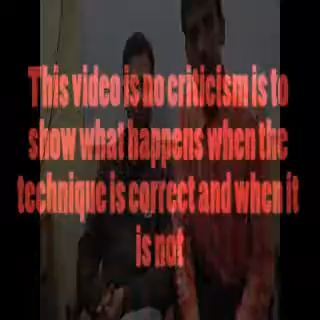 This video is no criticism is to
show what happens when the
technique is correct and when it
is not